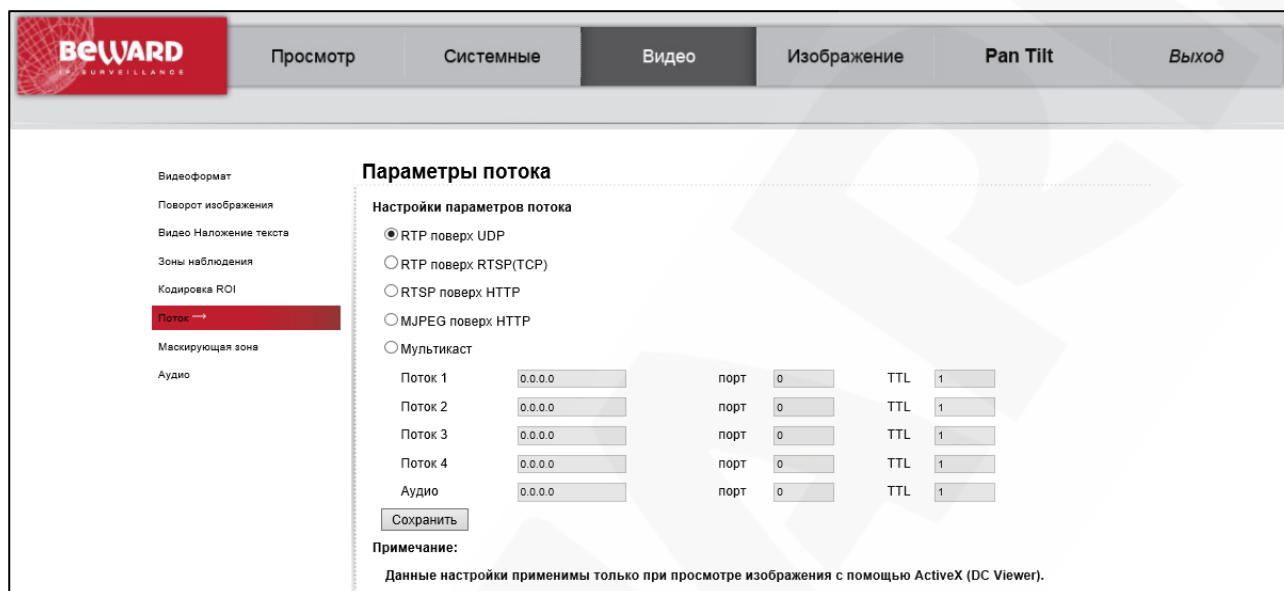 BEWARD
IP SURVEILLANCE
Просмотр Системные Видео Изображение Pan Tilt Выход
Видеоформат
Поворот изображения
Видео Наложение текста
Зоны наблюдения
Кодировка ROI
Поток →
Маскирующая зона
Аудио
Параметры потока
Настройки параметров потока
RTP поверх UDP
RTP поверх RTSP(TCP)
RTSP поверх HTTP
MJPEG поверх HTTP
Мультикаст
Поток 1 0.0.0.0 порт 0 TTL 1
Поток 2 0.0.0.0 порт 0 TTL 1
Поток 3 0.0.0.0 порт 0 TTL 1
Поток 4 0.0.0.0 порт 0 TTL 1
Аудио 0.0.0.0 порт 0 TTL 1
Сохранить
Примечание:
Данные настройки применимы только при просмотре изображения с помощью ActiveX (DC Viewer).